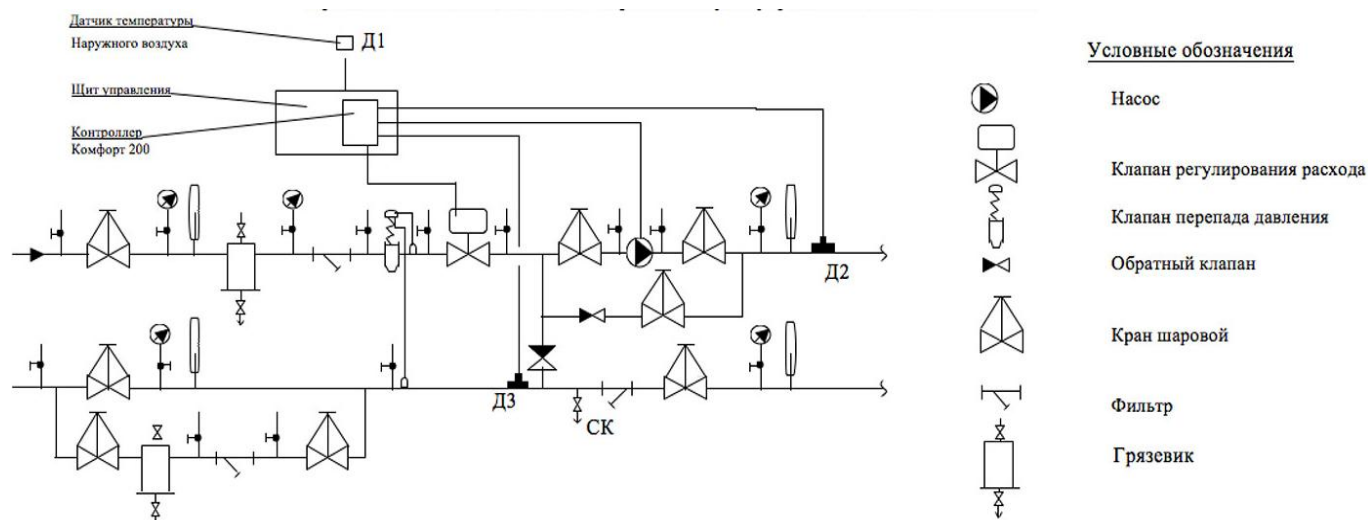 Датчик температуры
Наружного воздуха
Д1
Щит управления
Контроллер
Комфорт 200
Д2
Д3
СК
Условные обозначения
Насос
Клапан регулирования расхода
Клапан перепада давления
Обратный клапан
Кран шаровой
Фильтр
Грязевик